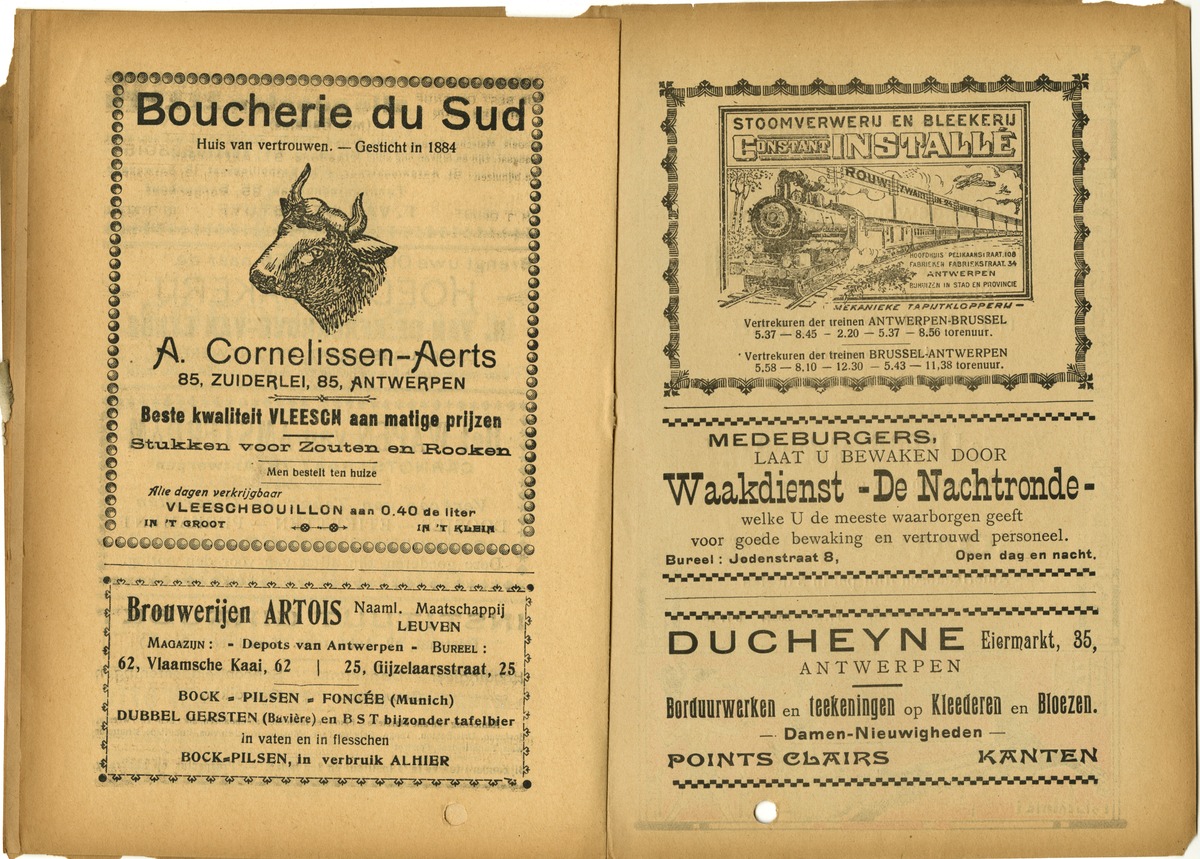 Boucherie du Sud
Huis van vertrouwen. — Gesticht in 1884
A. Cornelissen-Aerts
85, ZUIDERLEI, 85, ANTWERPEN
Beste kwaliteit VLEESCH aan matige prijzen
Stukken voor Zouten en Rooken
Men bestelt ten huize
Alle dagen verkrijgbaar
VLEESCHBOUILLON aan 0.40 de liter
IN 'T GROOT IN 'T KLEIN
Brouwerijen ARTOIS Naaml. Maatschappij
LEUVEN
MAGAZIJN : - Depots van Antwerpen - BUREEL :
62, Vlaamsche Kaai, 62 | 25, Gijzelaarsstraat, 25
BOCK = PILSEN = FONCÉE (Munich)
DUBBEL GERSTEN (Bavière) en B S T bijzonder tafelbier
in vaten en in flesschen
BOCK=PILSEN, in verbruik ALHIER
STOOMVERWERIJ EN BLEEKERIJ
CONSTANT INSTALLÉ
ROUW ZWART IN 24 UREN
HOOFDHUIS PELIKAANSTRAAT. 108
FABRIEKEN FABRIEKSTRAAT. 34
ANTWERPEN
BIJHUIZEN IN STAD EN PROVINCIE
MEKANIEKE TAPIJTKLOPPERIJ —
Vertrekuren der treinen ANTWERPEN-BRUSSEL
5.37 — 8.45 — 2.20 — 5.37 — 8.56 torenuur.
Vertrekuren der treinen BRUSSEL-ANTWERPEN
5.58 — 8.10 — 12.30 — 5.43 — 11,38 torenuur.
MEDEBURGERS,
LAAT U BEWAKEN DOOR
Waakdienst - De Nachtronde -
welke U de meeste waarborgen geeft
voor goede bewaking en vertrouwd personeel.
Bureel : Jodenstraat 8, Open dag en nacht.
DUCHEYNE Eiermarkt, 35,
ANTWERPEN
Borduurwerken en teekeningen op Kleederen en Bloezen.
— Damen-Nieuwigheden —
POINTS CLAIRS KANTEN